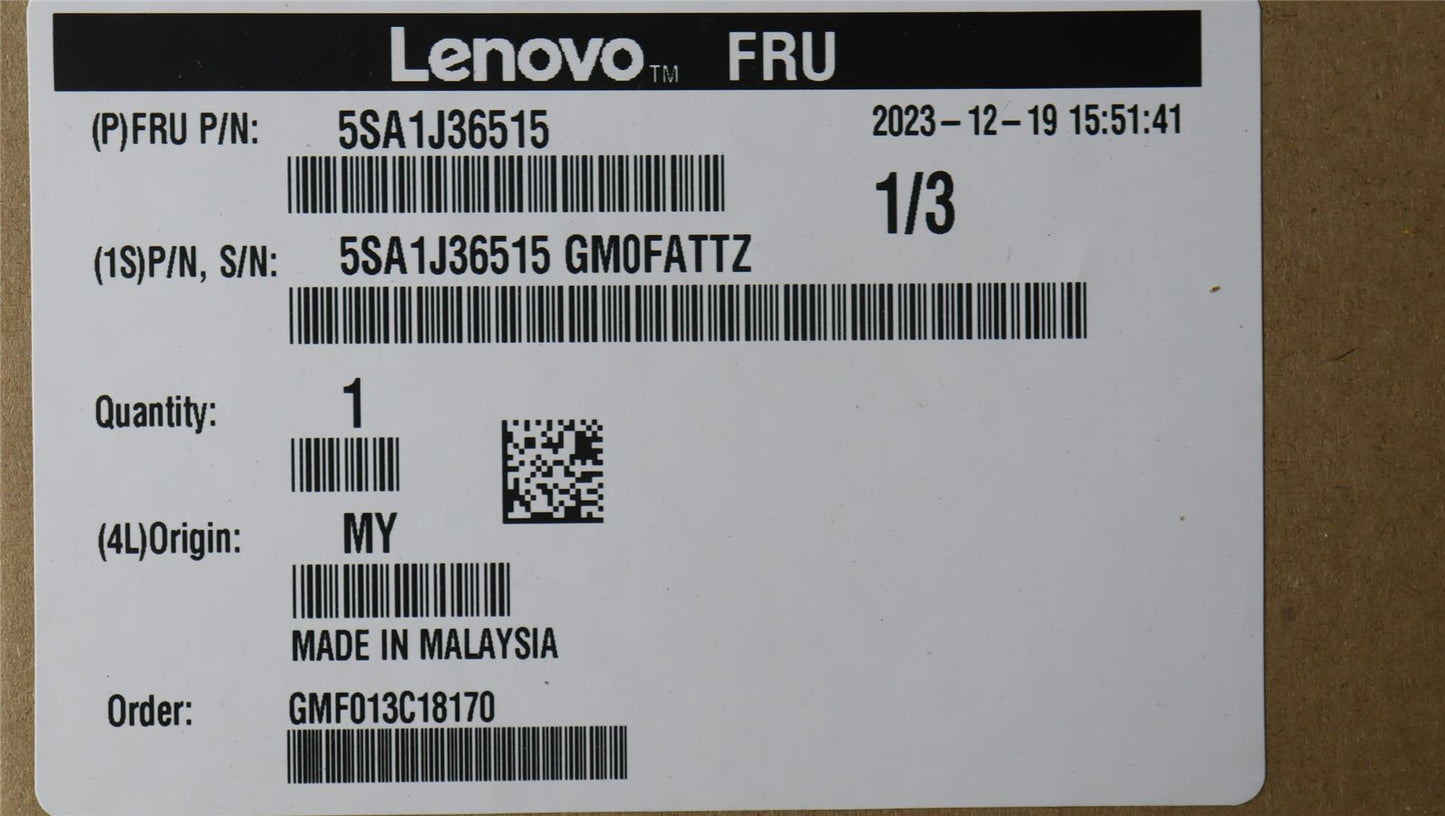 Lenovo™ FRU
(P)FRU P/N: 5SA1J36515 2023-12-19 15:51:41
1/3
(1S)P/N, S/N: 5SA1J36515 GM0FATTZ
Quantity: 1
(4L)Origin: MY
MADE IN MALAYSIA
Order: GMF013C18170